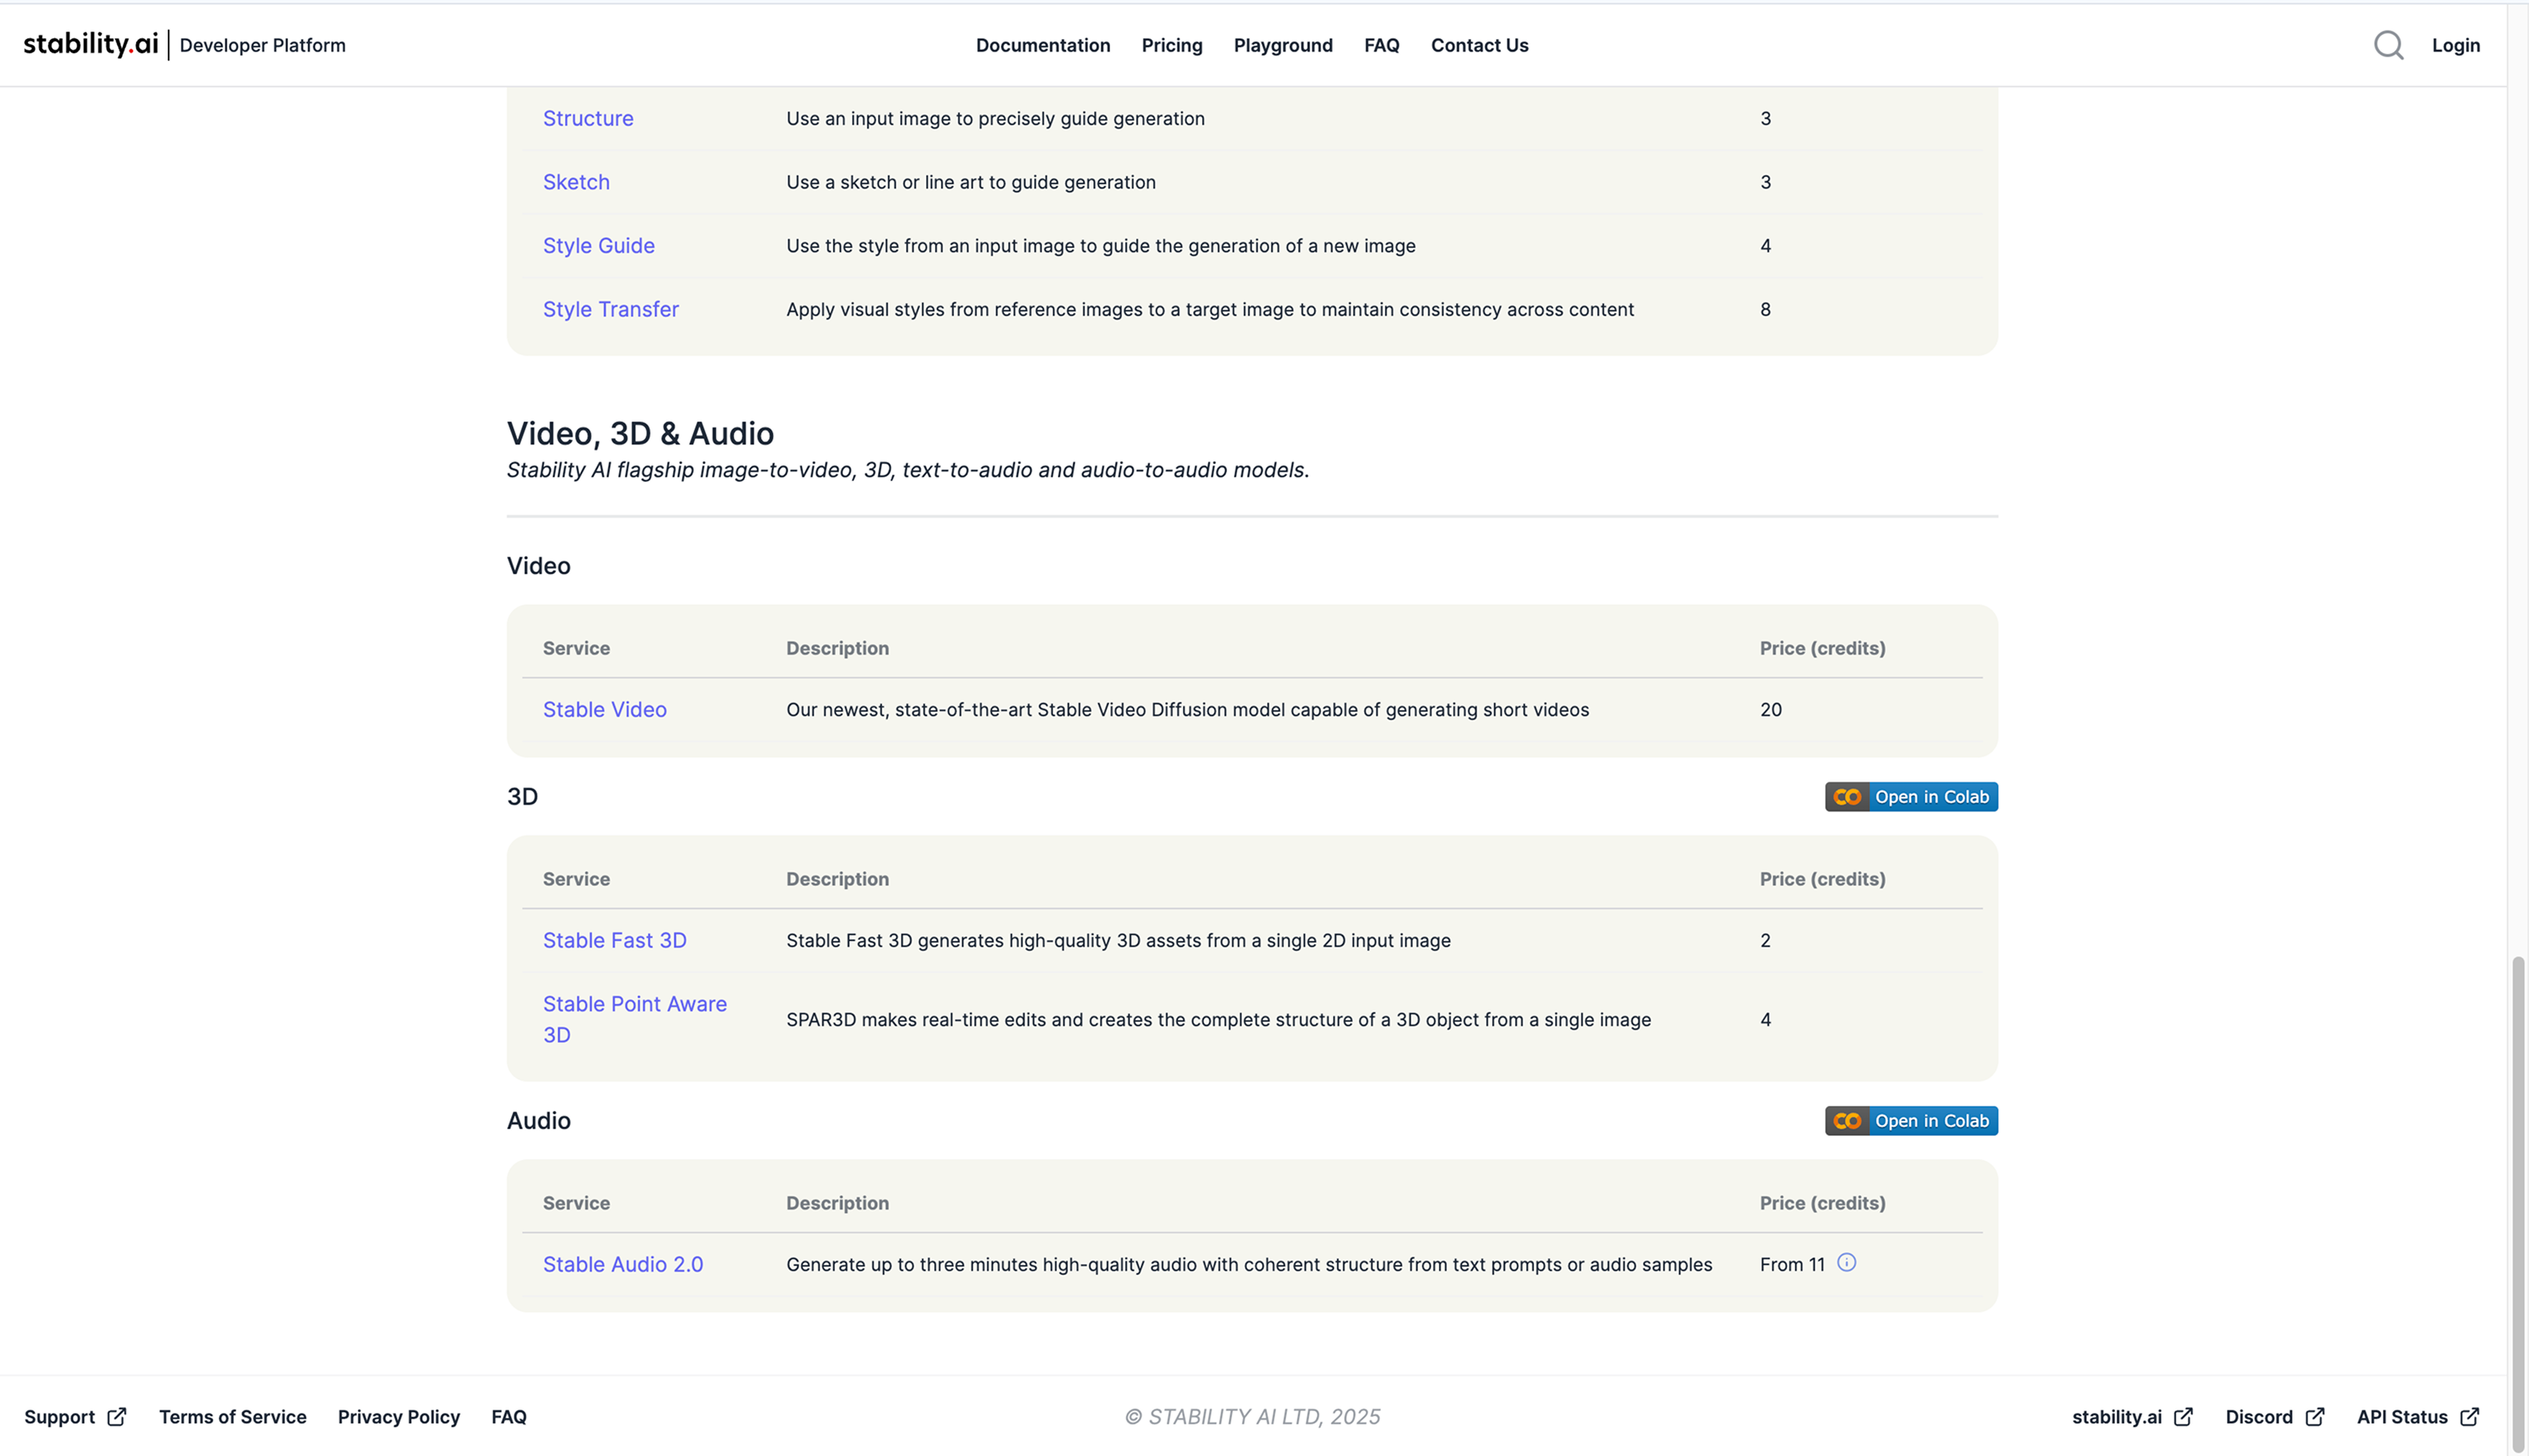 stability.ai | Developer Platform Documentation Pricing Playground FAQ Contact Us Login
Structure Use an input image to precisely guide generation 3
Sketch Use a sketch or line art to guide generation 3
Style Guide Use the style from an input image to guide the generation of a new image 4
Style Transfer Apply visual styles from reference images to a target image to maintain consistency across content 8
Video, 3D & Audio
Stability AI flagship image-to-video, 3D, text-to-audio and audio-to-audio models.
Video
Service Description Price (credits)
Stable Video Our newest, state-of-the-art Stable Video Diffusion model capable of generating short videos 20
3D Open in Colab
Service Description Price (credits)
Stable Fast 3D Stable Fast 3D generates high-quality 3D assets from a single 2D input image 2
Stable Point Aware
3D SPAR3D makes real-time edits and creates the complete structure of a 3D object from a single image 4
Audio Open in Colab
Service Description Price (credits)
Stable Audio 2.0 Generate up to three minutes high-quality audio with coherent structure from text prompts or audio samples From 11
Support Terms of Service Privacy Policy FAQ © STABILITY AI LTD, 2025 stability.ai Discord API Status